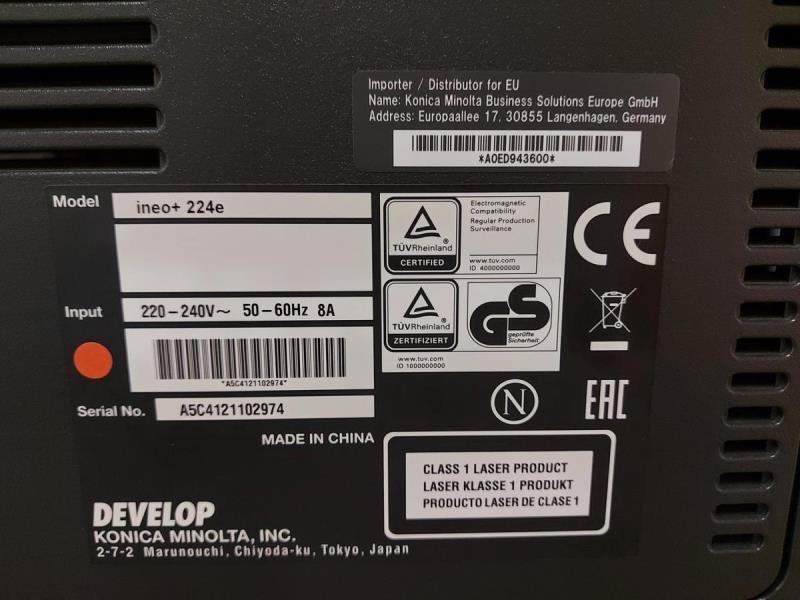 Importer / Distributor for EU
Name: Konica Minolta Business Solutions Europe GmbH
Address: Europaallee 17, 30855 Langenhagen, Germany
*A0ED943600*
Model ineo+ 224e
Input 220-240V~ 50-60Hz 8A
*A5C4121102974*
Serial No. A5C4121102974
MADE IN CHINA
DEVELOP
KONICA MINOLTA, INC.
2-7-2 Marunouchi, Chiyoda-ku, Tokyo, Japan
TÜVRheinland®
CERTIFIED
Electromagnetic
Compatibility
Regular Production
Surveillance
www.tuv.com
ID 4000000000
TÜVRheinland®
ZERTIFIZIERT
GS
geprüfte
Sicherheit
www.tuv.com
ID 1000000000
CE
N
EAC
CLASS 1 LASER PRODUCT
LASER KLASSE 1 PRODUKT
PRODUCTO LASER DE CLASE 1